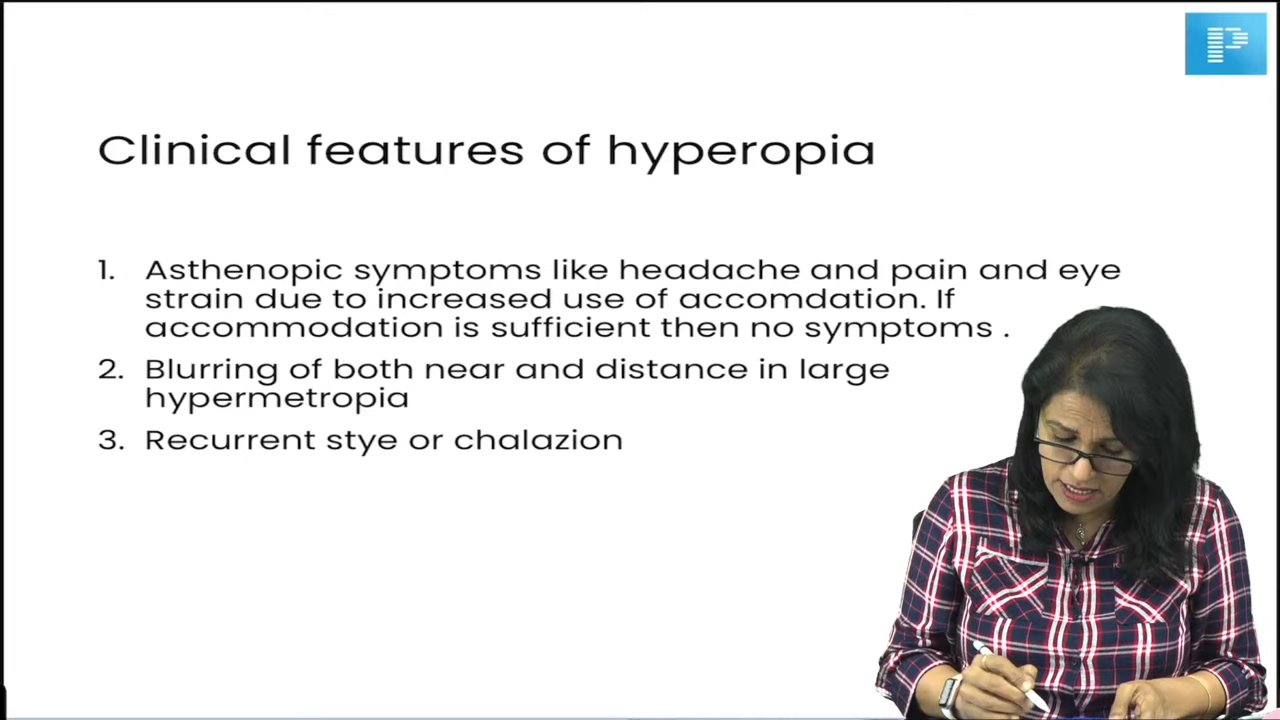 P
Clinical features of hyperopia
1. Asthenopic symptoms like headache and pain and eye
strain due to increased use of accomdation. If
accommodation is sufficient then no symptoms .
2. Blurring of both near and distance in large
hypermetropia
3. Recurrent stye or chalazion